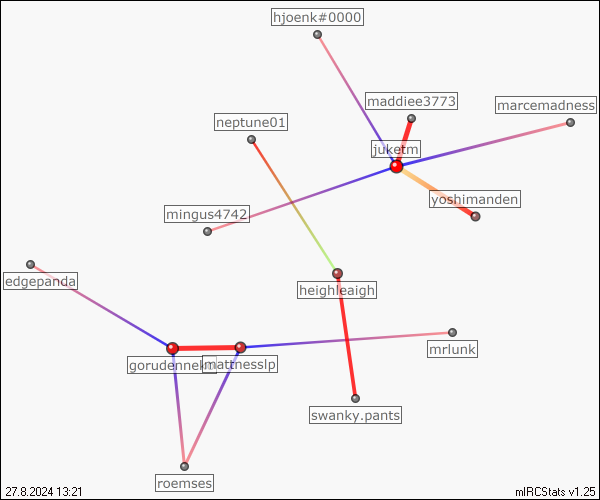 hjoenk#0000
maddiee3773
marcemadness
neptune01
juketm
yoshimanden
mingus4742
edgepanda
heighleaigh
mrlunk
mattnesslp
swanky.pants
roemses
27.8.2024 13:21
mIRCStats v1.25